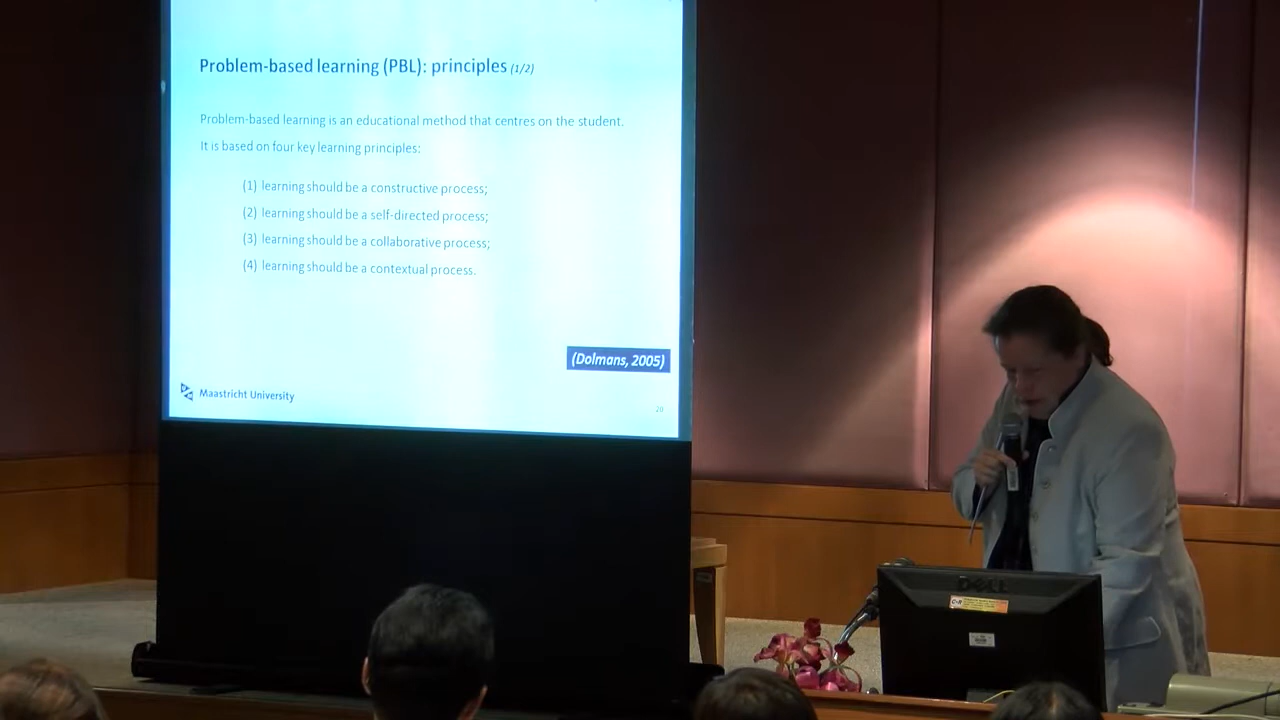 Problem-based learning (PBL): principles (1/2)
Problem-based learning is an educational method that centres on the student.
It is based on four key learning principles:
(1) learning should be a constructive process;
(2) learning should be a self-directed process;
(3) learning should be a collaborative process;
(4) learning should be a contextual process.
(Dolmans, 2005)
Maastricht University
20
DELL